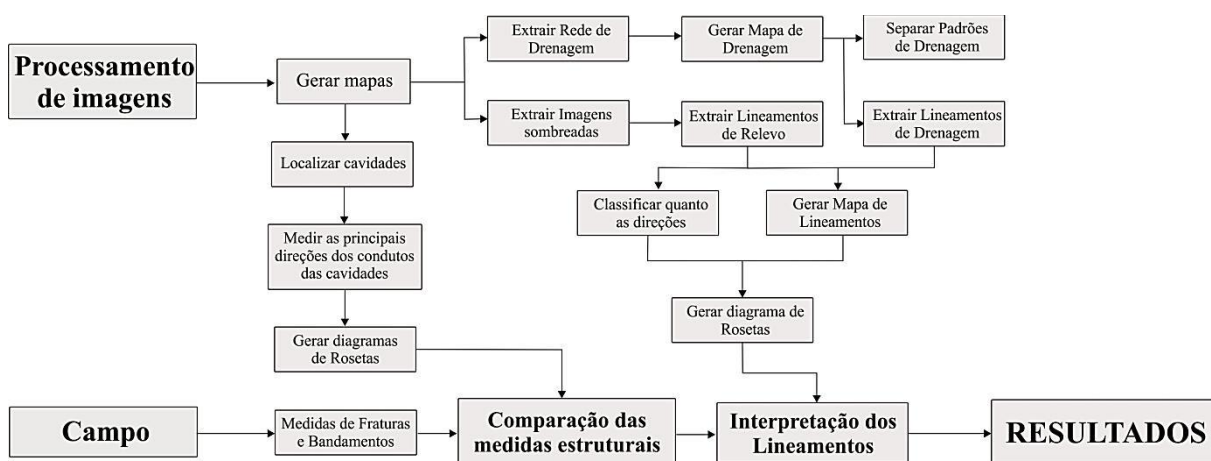 Processamento
de imagens
Gerar mapas
Extrair Rede de
Drenagem
Gerar Mapa de
Drenagem
Separar Padrões
de Drenagem
Extrair Imagens
sombreadas
Extrair Lineamentos
de Relevo
Extrair Lineamentos
de Drenagem
Localizar cavidades
Classificar quanto
as direções
Gerar Mapa de
Lineamentos
Medir as principais
direções dos condutos
das cavidades
Gerar diagrama de
Rosetas
Gerar diagramas
de Rosetas
Campo
Medidas de Fraturas
e Bandamentos
Comparação das
medidas estruturais
Interpretação dos
Lineamentos
RESULTADOS